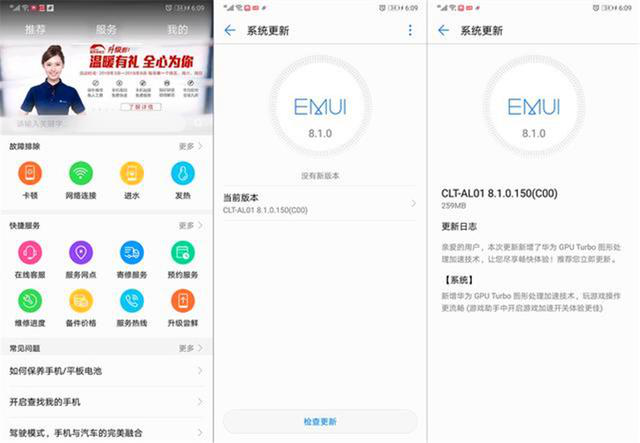 6:09
推荐
服务
我的
升级版!
温暖有礼 全心为你
了解详情
请输入关键字...
故障排除
更多
卡顿
网络连接
进水
发热
快捷服务
更多
在线客服
服务网点
寄修服务
预约服务
维修进度
备件价格
服务热线
升级尝鲜
常见问题
更多
如何保养手机/平板电池
开启查找我的手机
驾驶模式,手机与汽车的完美融合
6:09
系统更新
EMUI
8.1.0
没有新版本
当前版本
CLT-AL01 8.1.0.150(C00)
检查更新
6:09
系统更新
EMUI
8.1.0
CLT-AL01 8.1.0.150(C00)
259MB
更新日志
亲爱的用户,本次更新新增了华为 GPU Turbo 图形处
理加速技术,让您尽享畅快体验!推荐您立即更新。
【系统】
新增华为 GPU Turbo 图形处理加速技术,玩游戏操作
更流畅 (游戏助手中开启游戏加速开关体验更佳)